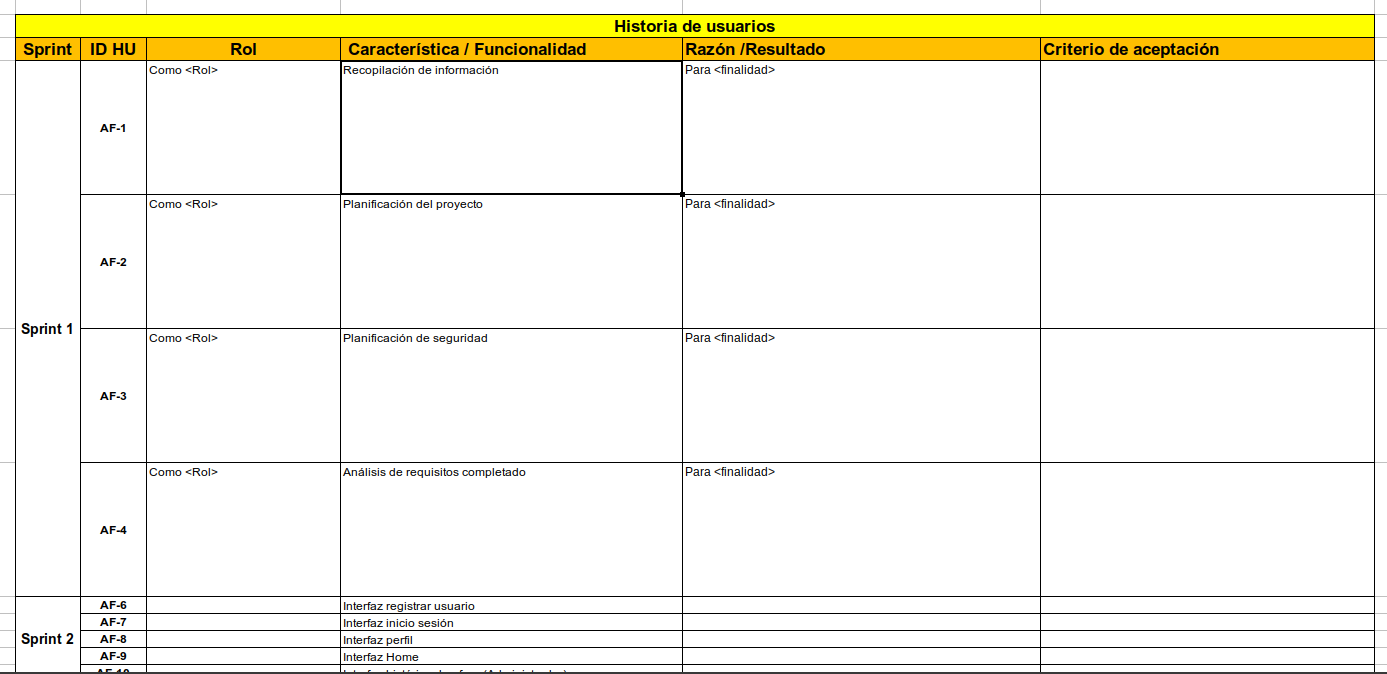 Historia de usuarios
Sprint ID HU Rol Característica / Funcionalidad Razón /Resultado Criterio de aceptación
Como <Rol> Recopilación de información Para <finalidad>
AF-1
Como <Rol> Planificación del proyecto Para <finalidad>
AF-2
Sprint 1
Como <Rol> Planificación de seguridad Para <finalidad>
AF-3
Como <Rol> Análisis de requisitos completado Para <finalidad>
AF-4
AF-6 Interfaz registrar usuario
AF-7 Interfaz inicio sesión
Sprint 2
AF-8 Interfaz perfil
AF-9 Interfaz Home